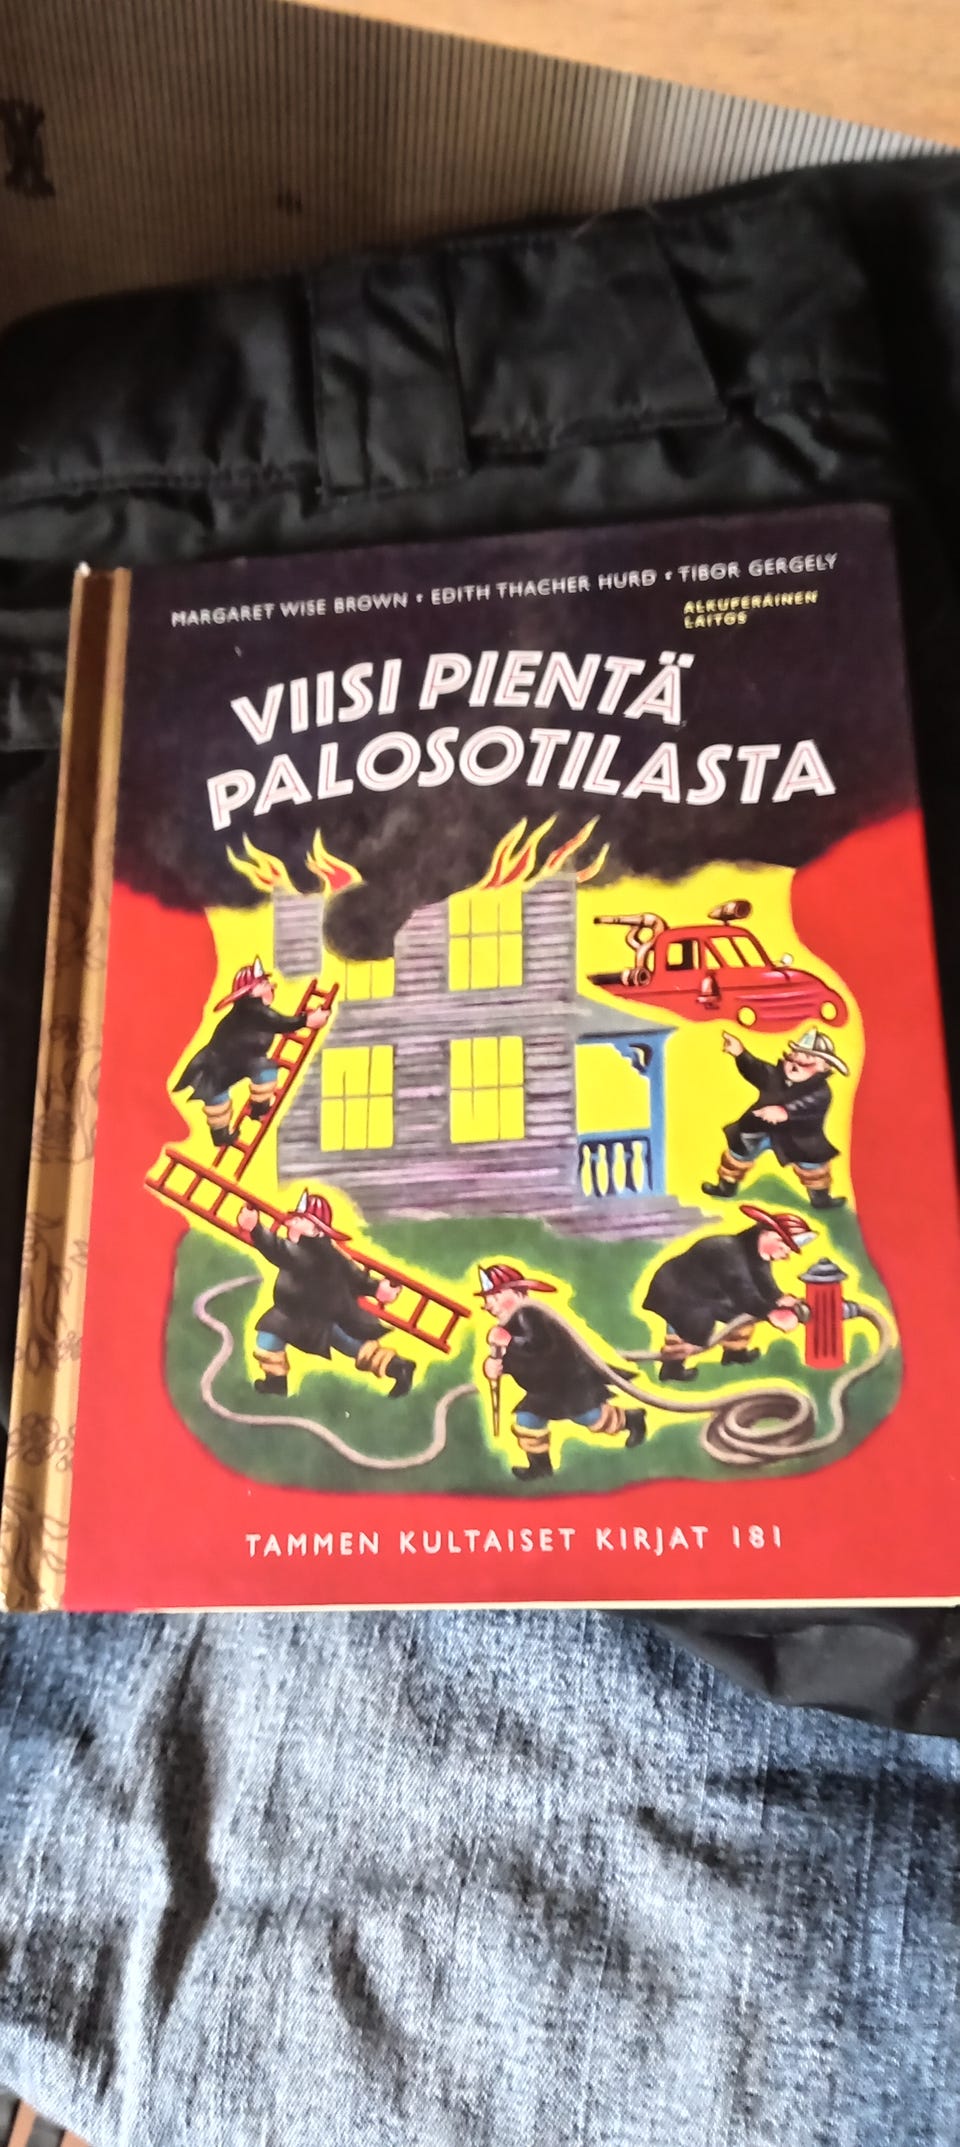 MARGARET WISE BROWN • EDITH THACHER HURD • TIBOR GERGELY
ALKUPERÄINEN
LAITOS
VIISI PIENTÄ
PALOSOTILASTA
TAMMEN KULTAISET KIRJAT 181